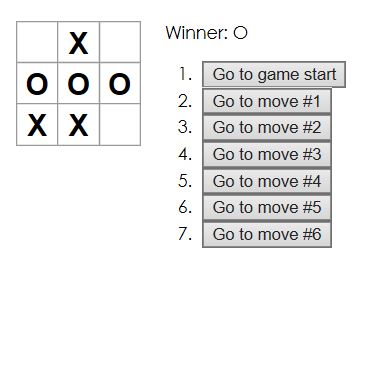 X
O O O
X X
Winner: O
1. Go to game start
2. Go to move #1
3. Go to move #2
4. Go to move #3
5. Go to move #4
6. Go to move #5
7. Go to move #6